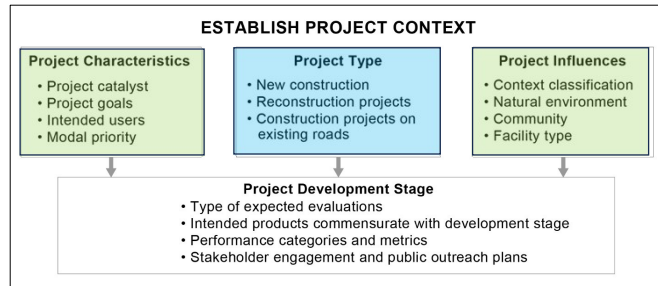 ESTABLISH PROJECT CONTEXT
Project Characteristics
• Project catalyst
• Project goals
• Intended users
• Modal priority
Project Type
• New construction
• Reconstruction projects
• Construction projects on
existing roads
Project Influences
• Context classification
• Natural environment
• Community
• Facility type
Project Development Stage
• Type of expected evaluations
• Intended products commensurate with development stage
• Performance categories and metrics
• Stakeholder engagement and public outreach plans